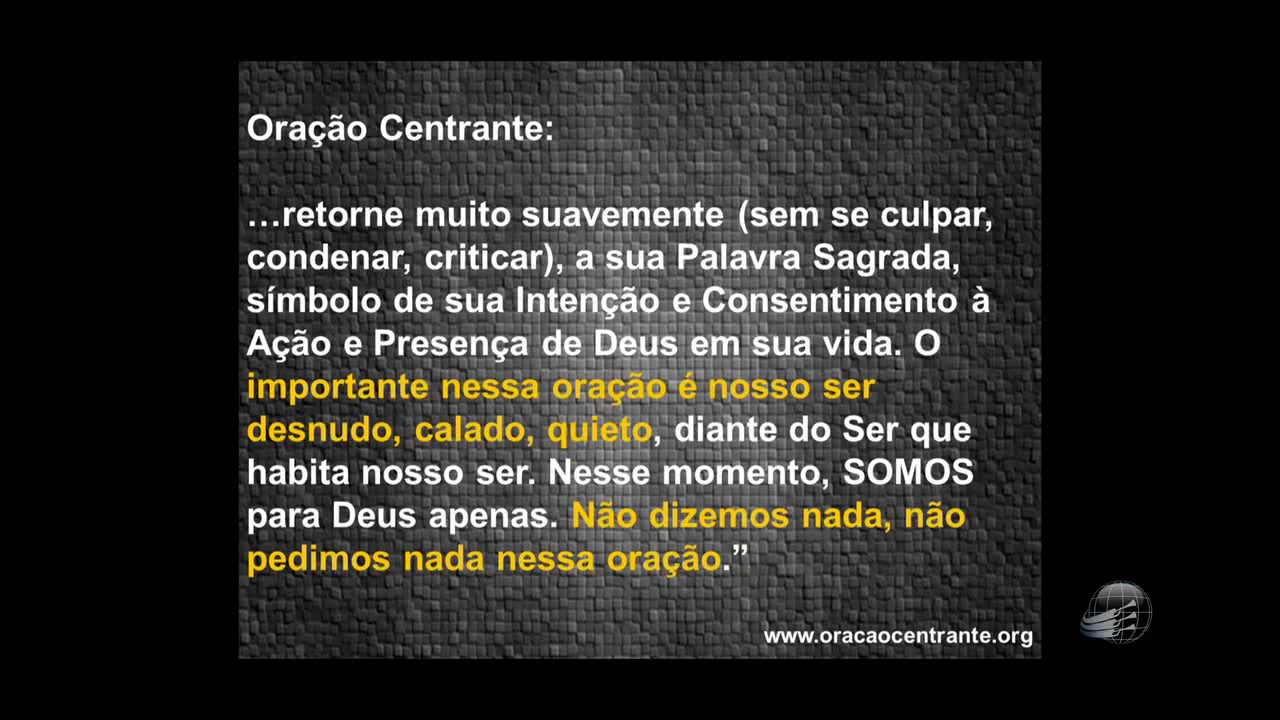 Oração Centrante:
…retorne muito suavemente (sem se culpar,
condenar, criticar), a sua Palavra Sagrada,
símbolo de sua Intenção e Consentimento à
Ação e Presença de Deus em sua vida. O
importante nessa oração é nosso ser
desnudo, calado, quieto, diante do Ser que
habita nosso ser. Nesse momento, SOMOS
para Deus apenas. Não dizemos nada, não
pedimos nada nessa oração.”
www.oracaocentrante.org